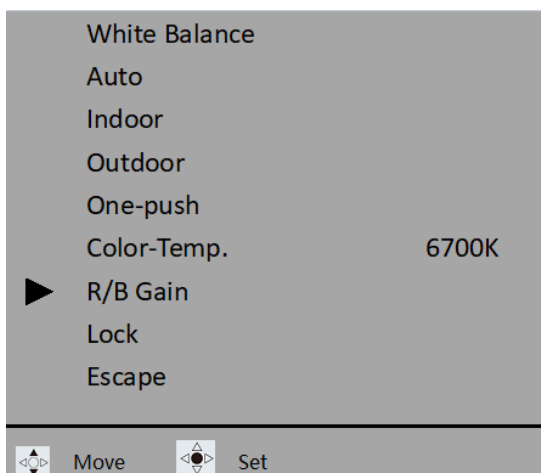 White Balance
Auto
Indoor
Outdoor
One-push
Color-Temp. 6700K
R/B Gain
Lock
Escape
Move Set